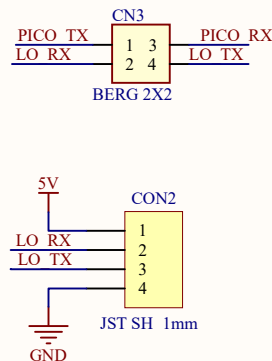 CN3
PICO_TX 1 3 PICO_RX
LO_RX 2 4 LO_TX
BERG 2X2
5V
CON2
1
LO_RX 2
LO_TX 3
4
JST SH 1mm
GND